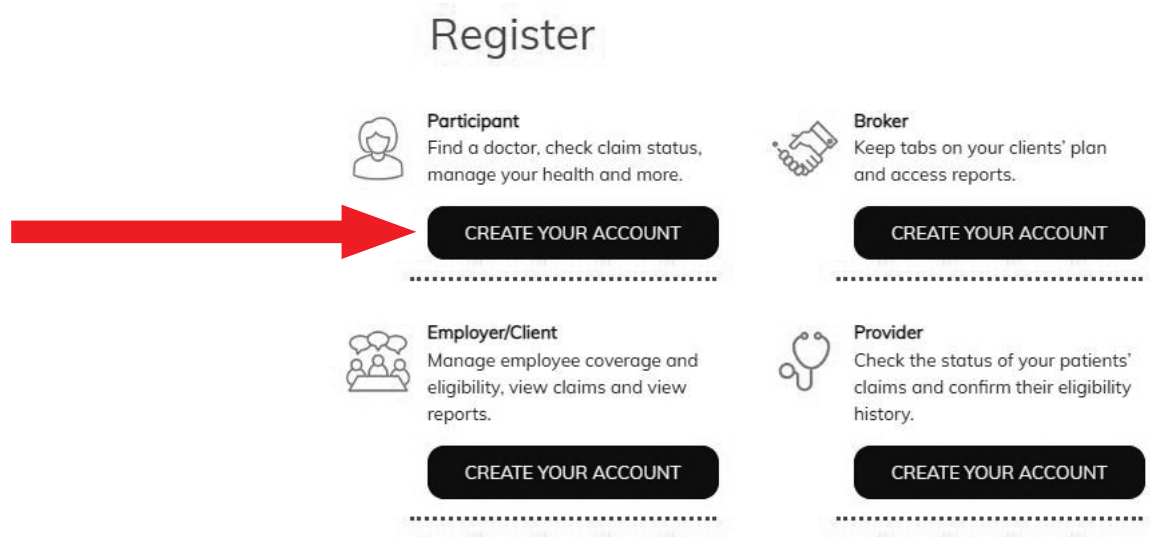 Register
Participant
Find a doctor, check claim status,
manage your health and more.
CREATE YOUR ACCOUNT
Broker
Keep tabs on your clients' plan
and access reports.
CREATE YOUR ACCOUNT
Employer/Client
Manage employee coverage and
eligibility, view claims and view
reports.
CREATE YOUR ACCOUNT
Provider
Check the status of your patients'
claims and confirm their eligibility
history.
CREATE YOUR ACCOUNT